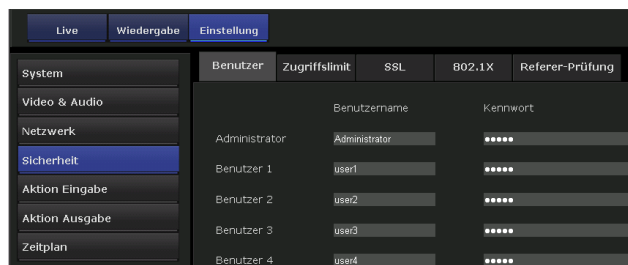 Live Wiedergabe Einstellung
System
Video & Audio
Netzwerk
Sicherheit
Aktion Eingabe
Aktion Ausgabe
Zeitplan
Benutzer Zugriffslimit SSL 802.1X Referer-Prüfung
Benutzername Kennwort
Administrator Administrator •••••
Benutzer 1 user1 •••••
Benutzer 2 user2 •••••
Benutzer 3 user3 •••••
Benutzer 4 user4 •••••